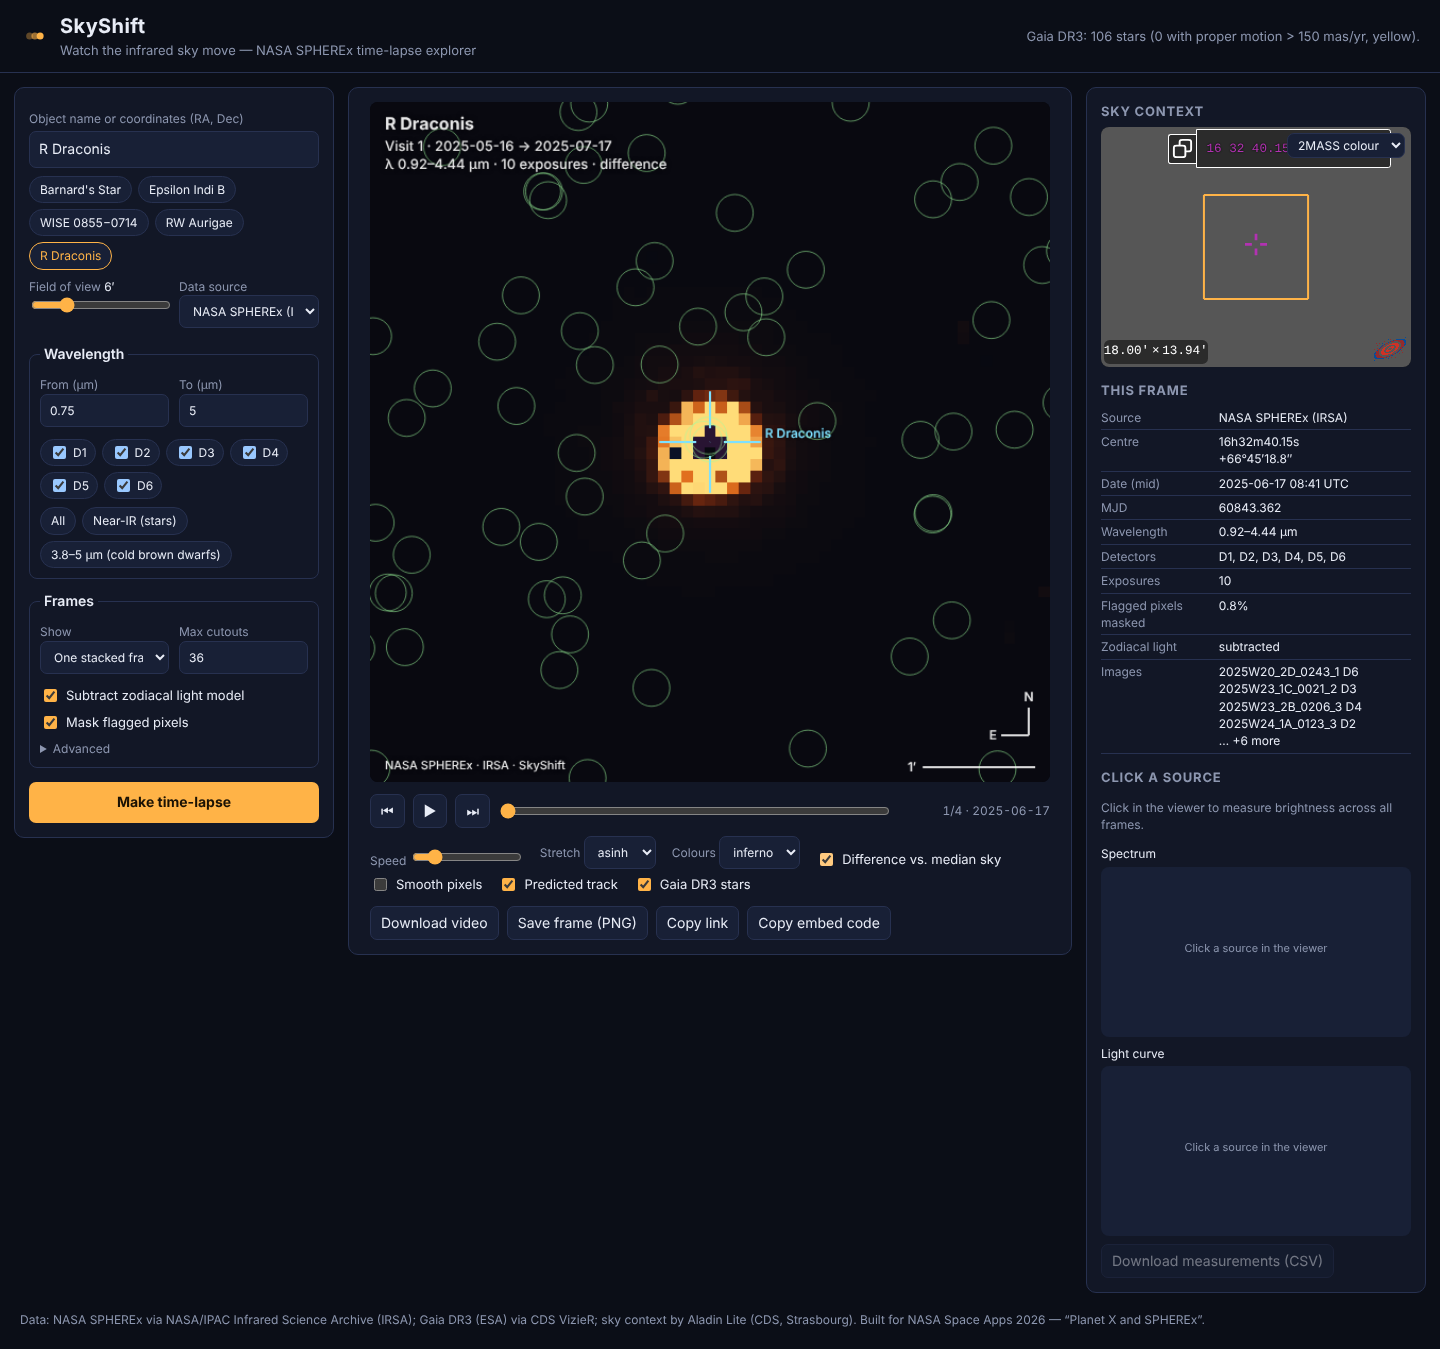 SkyShift
Watch the infrared sky move — NASA SPHEREx time-lapse explorer
Gaia DR3: 106 stars (0 with proper motion > 150 mas/yr, yellow).
Object name or coordinates (RA, Dec)
R Draconis
Barnard's Star
Epsilon Indi B
WISE 0855−0714
RW Aurigae
R Draconis
Field of view 6′
Data source
NASA SPHEREx (I
Wavelength
From (µm)
To (µm)
0.75
5
D1
D2
D3
D4
D5
D6
All
Near-IR (stars)
3.8–5 µm (cold brown dwarfs)
Frames
Show
Max cutouts
One stacked fra
36
Subtract zodiacal light model
Mask flagged pixels
Advanced
Make time-lapse
R Draconis
Visit 1 · 2025-05-16 → 2025-07-17
λ 0.92–4.44 µm · 10 exposures · difference
R Draconis
N
E
1′
NASA SPHEREx · IRSA · SkyShift
1/4 · 2025-06-17
Speed
Stretch
asinh
Colours
inferno
Difference vs. median sky
Smooth pixels
Predicted track
Gaia DR3 stars
Download video
Save frame (PNG)
Copy link
Copy embed code
SKY CONTEXT
16 32 40.15
2MASS colour
18.00' × 13.94'
THIS FRAME
Source NASA SPHEREx (IRSA)
Centre 16h32m40.15s
+66°45′18.8″
Date (mid) 2025-06-17 08:41 UTC
MJD 60843.362
Wavelength 0.92–4.44 µm
Detectors D1, D2, D3, D4, D5, D6
Exposures 10
Flagged pixels masked 0.8%
Zodiacal light subtracted
Images 2025W20_2D_0243_1 D6
2025W23_1C_0021_2 D3
2025W23_2B_0206_3 D4
2025W24_1A_0123_3 D2
… +6 more
CLICK A SOURCE
Click in the viewer to measure brightness across all
frames.
Spectrum
Click a source in the viewer
Light curve
Click a source in the viewer
Download measurements (CSV)
Data: NASA SPHEREx via NASA/IPAC Infrared Science Archive (IRSA); Gaia DR3 (ESA) via CDS VizieR; sky context by Aladin Lite (CDS, Strasbourg). Built for NASA Space Apps 2026 — “Planet X and SPHEREx”.